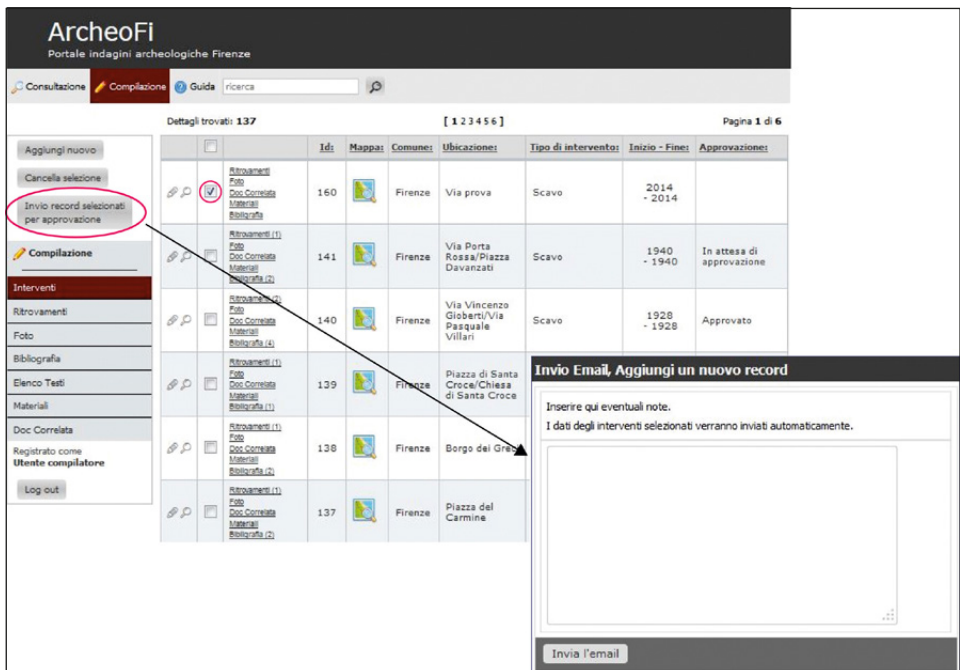 ArcheoFi
Portale indagini archeologiche Firenze
Consultazione Compilazione Guida ricerca
Dettagli trovati: 137 [ 1 2 3 4 5 6 ] Pagina 1 di 6
Aggiungi nuovo
Cancella selezione
Invio record selezionati
per approvazione
Compilazione
Interventi
Ritrovamenti
Foto
Bibliografia
Elenco Testi
Materiali
Doc Correlata
Registrato come
Utente compilatore
Log out
Id: Mappa: Comune: Ubicazione: Tipo di intervento: Inizio - Fine: Approvazione:
Ritrovamenti
Foto
Doc Correlata
Materiali
Bibliografia
160 Firenze Via prova Scavo 2014
- 2014
Ritrovamenti (1)
Foto
Doc Correlata
Materiali
Bibliografia (2)
141 Firenze Via Porta
Rossa/Piazza
Davanzati
Scavo 1940
- 1940
In attesa di
approvazione
Ritrovamenti (2)
Foto
Doc Correlata
Materiali
Bibliografia (4)
140 Firenze Via Vincenzo
Gioberti/Via
Pasquale
Villari
Scavo 1928
- 1928
Approvato
Ritrovamenti (1)
Foto
Doc Correlata
Materiali
Bibliografia (1)
139 Firenze Piazza di Santa
Croce/Chiesa
di Santa Croce
Ritrovamenti (1)
Foto
Doc Correlata
Materiali
Bibliografia (2)
138 Firenze Borgo dei Grec
Ritrovamenti (1)
Foto
Doc Correlata
Materiali
Bibliografia (2)
137 Firenze Piazza del
Carmine
Invio Email, Aggiungi un nuovo record
Inserire qui eventuali note.
I dati degli interventi selezionati verranno inviati automaticamente.
Invia l'email